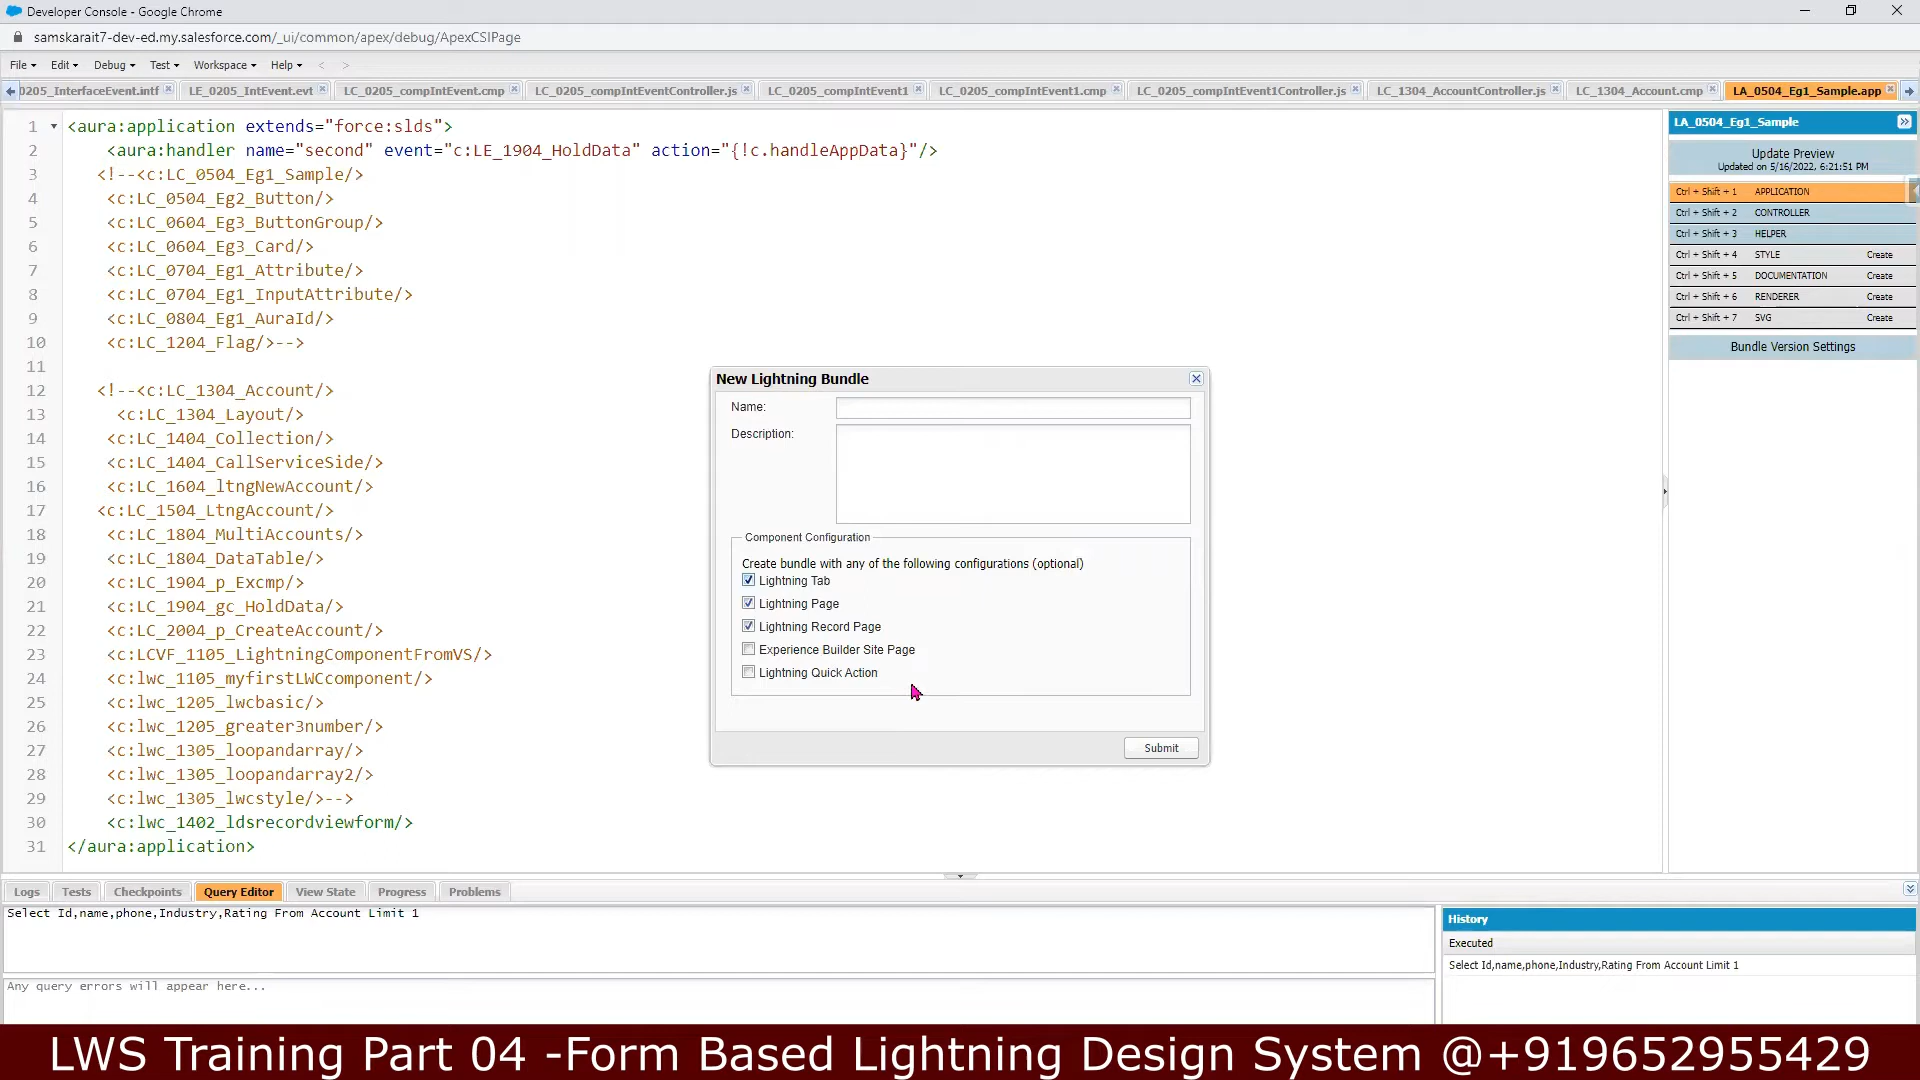 Developer Console - Google Chrome
samskarait7-dev-ed.my.salesforce.com/_ui/common/apex/debug/ApexCSIPage
File Edit Debug Test Workspace Help < >
0205_InterfaceEvent.intf LE_0205_IntEvent.evt LC_0205_compIntEvent.cmp LC_0205_compIntEventController.js LC_0205_compIntEvent1 LC_0205_compIntEvent1.cmp LC_0205_compIntEvent1Controller.js LC_1304_AccountController.js LC_1304_Account.cmp LA_0504_Eg1_Sample.app
1 <aura:application extends="force:slds">
2 <aura:handler name="second" event="c:LE_1904_HoldData" action="{!c.handleAppData}"/>
3 <!--<c:LC_0504_Eg1_Sample/>
4 <c:LC_0504_Eg2_Button/>
5 <c:LC_0604_Eg3_ButtonGroup/>
6 <c:LC_0604_Eg3_Card/>
7 <c:LC_0704_Eg1_Attribute/>
8 <c:LC_0704_Eg1_InputAttribute/>
9 <c:LC_0804_Eg1_AuraId/>
10 <c:LC_1204_Flag/>-->
11
12 <!--<c:LC_1304_Account/>
13 <c:LC_1304_Layout/>
14 <c:LC_1404_Collection/>
15 <c:LC_1404_CallServiceSide/>
16 <c:LC_1604_ltngNewAccount/>
17 <c:LC_1504_LtngAccount/>
18 <c:LC_1804_MultiAccounts/>
19 <c:LC_1804_DataTable/>
20 <c:LC_1904_p_Excmp/>
21 <c:LC_1904_gc_HoldData/>
22 <c:LC_2004_p_CreateAccount/>
23 <c:LCVF_1105_LightningComponentFromVS/>
24 <c:lwc_1105_myfirstLWCcomponent/>
25 <c:lwc_1205_lwcbasic/>
26 <c:lwc_1205_greater3number/>
27 <c:lwc_1305_loopandarray/>
28 <c:lwc_1305_loopandarray2/>
29 <c:lwc_1305_lwcstyle/>-->
30 <c:lwc_1402_ldsrecordviewform/>
31 </aura:application>
New Lightning Bundle
Name:
Description:
Component Configuration
Create bundle with any of the following configurations (optional)
Lightning Tab
Lightning Page
Lightning Record Page
Experience Builder Site Page
Lightning Quick Action
Submit
LA_0504_Eg1_Sample
Update Preview
Updated on 5/16/2022, 6:21:51 PM
Ctrl + Shift + 1 APPLICATION
Ctrl + Shift + 2 CONTROLLER
Ctrl + Shift + 3 HELPER
Ctrl + Shift + 4 STYLE Create
Ctrl + Shift + 5 DOCUMENTATION Create
Ctrl + Shift + 6 RENDERER Create
Ctrl + Shift + 7 SVG Create
Bundle Version Settings
Logs Tests Checkpoints Query Editor View State Progress Problems
Select Id,name,phone,Industry,Rating From Account Limit 1
Any query errors will appear here...
History
Executed
Select Id,name,phone,Industry,Rating From Account Limit 1
LWS Training Part 04 -Form Based Lightning Design System @+919652955429